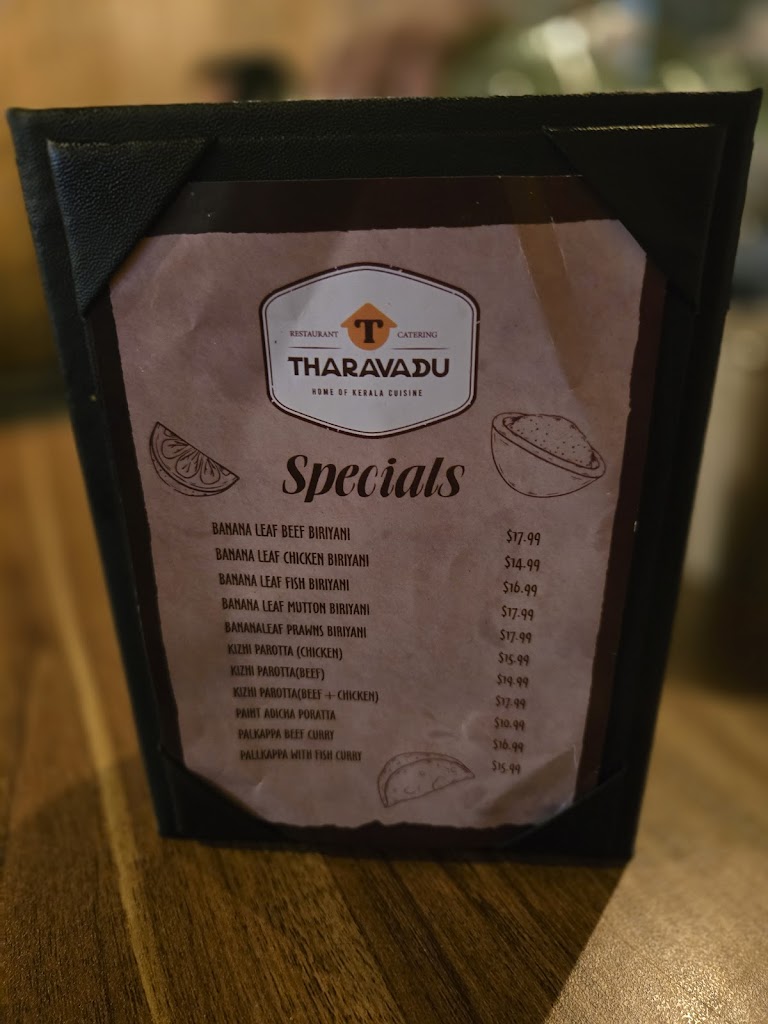 RESTAURANT T CATERING
THARAVADU
HOME OF KERALA CUISINE
Specials
BANANA LEAF BEEF BIRIYANI $17.99
BANANA LEAF CHICKEN BIRIYANI $14.99
BANANA LEAF FISH BIRIYANI $16.99
BANANA LEAF MUTTON BIRIYANI $17.99
BANANALEAF PRAWNS BIRIYANI $17.99
KIZHI PAROTTA (CHICKEN) $15.99
KIZHI PAROTTA(BEEF) $19.99
KIZHI PAROTTA(BEEF + CHICKEN) $17.99
PAINT ADICHA PORATTA $10.99
PALKAPPA BEEF CURRY $16.99
PALLKAPPA WITH FISH CURRY $15.99